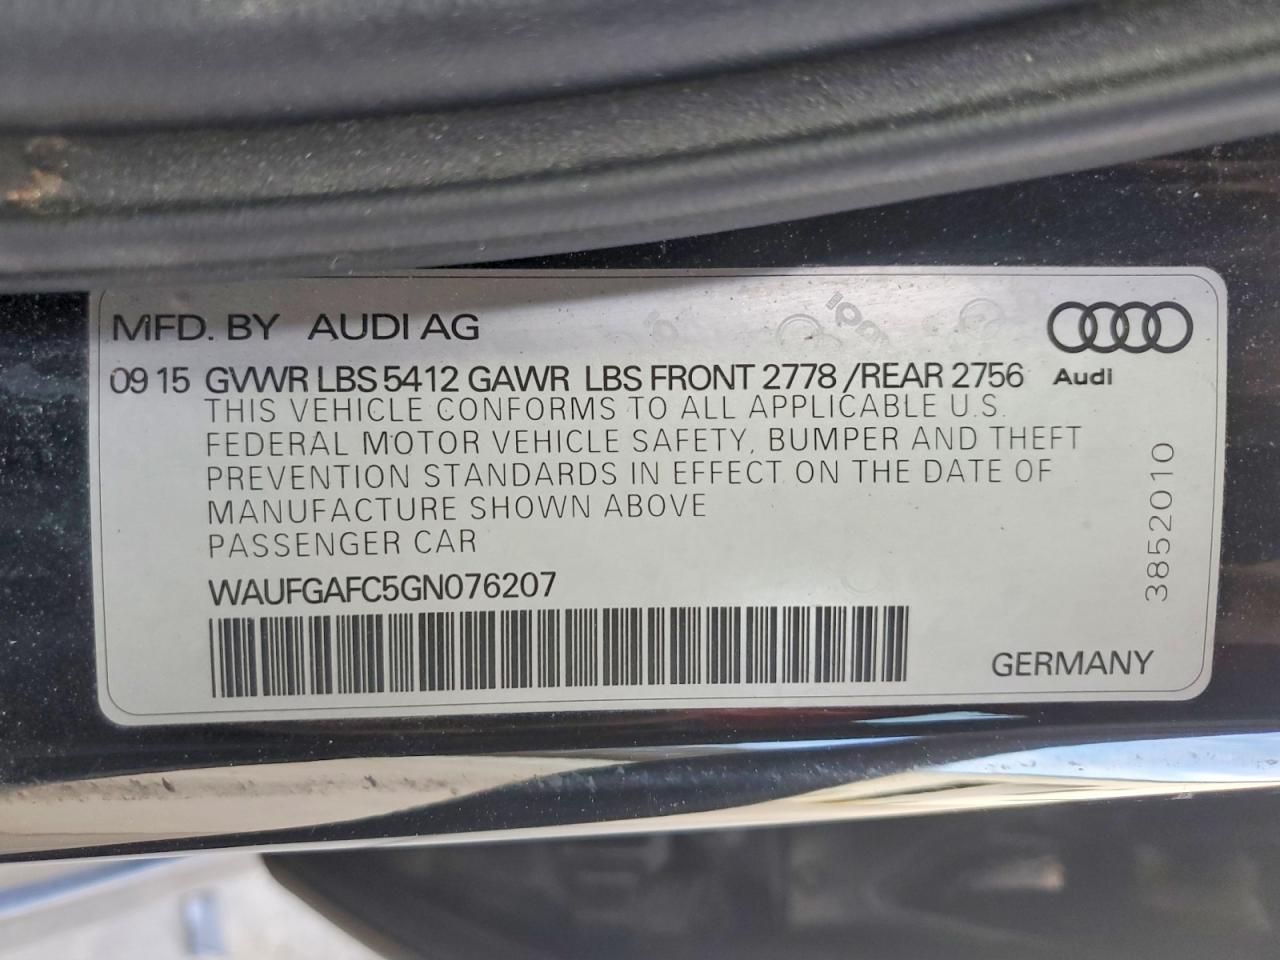 MFD. BY AUDI AG
09 15 GVWR LBS 5412 GAWR LBS FRONT 2778 /REAR 2756
Audi
THIS VEHICLE CONFORMS TO ALL APPLICABLE U.S.
FEDERAL MOTOR VEHICLE SAFETY, BUMPER AND THEFT
PREVENTION STANDARDS IN EFFECT ON THE DATE OF
MANUFACTURE SHOWN ABOVE
PASSENGER CAR
WAUFGAFC5GN076207
GERMANY
3852010